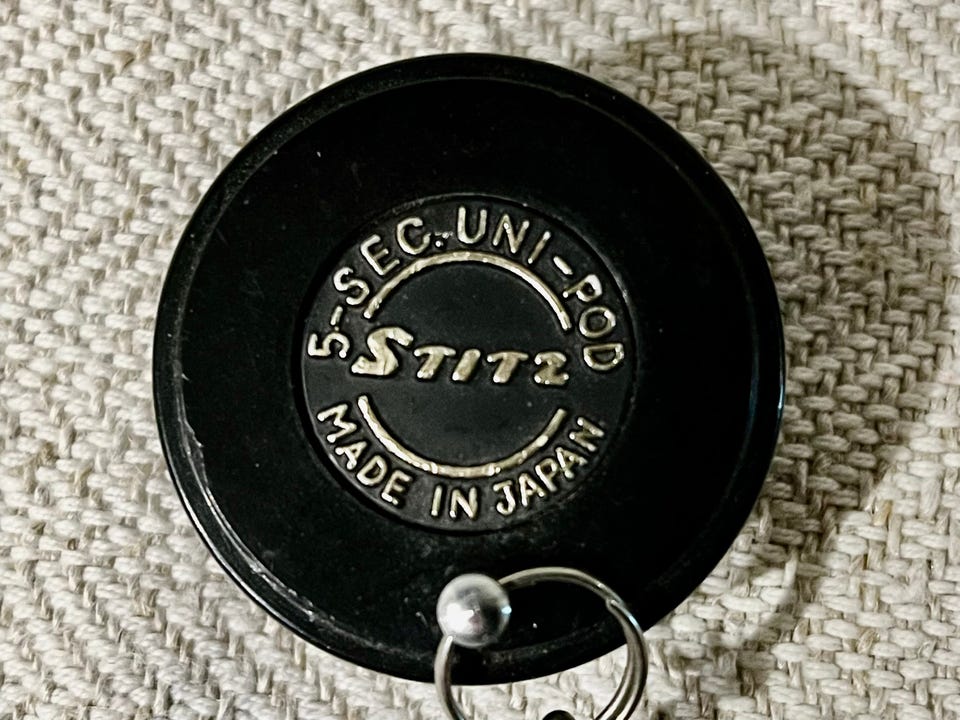 5-SEC. UNI-POD
STITZ
MADE IN JAPAN